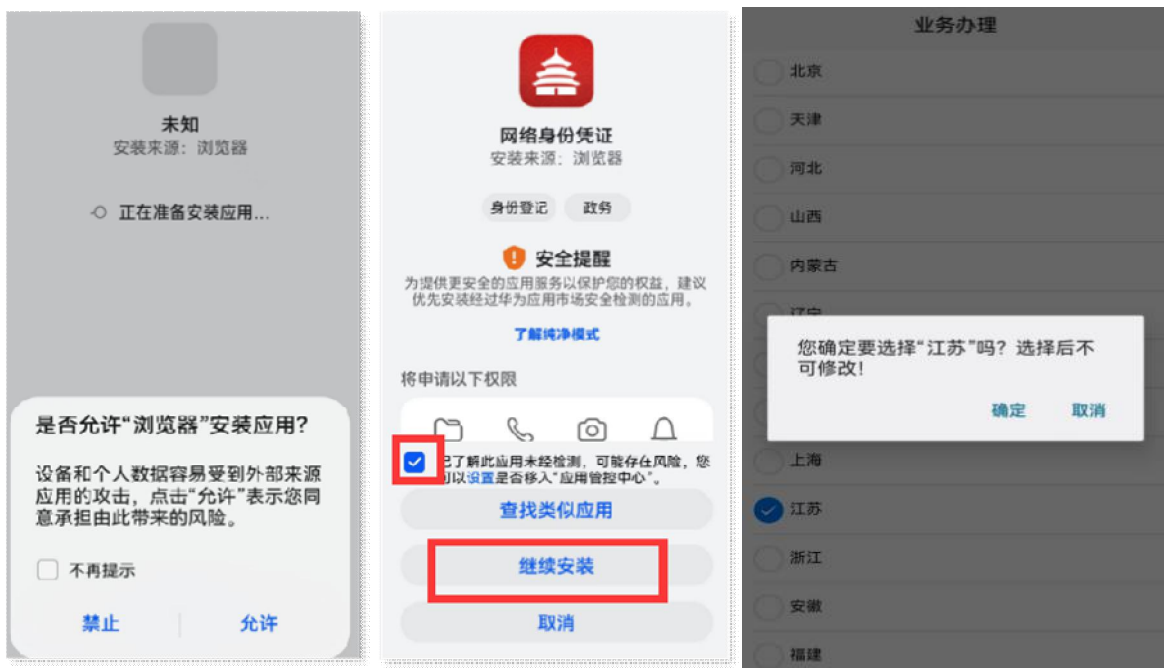 未知
安装来源：浏览器
正在准备安装应用...
是否允许“浏览器”安装应用？
设备和个人数据容易受到外部来源
应用的攻击，点击“允许”表示您同
意承担由此带来的风险。
不再提示
禁止
允许
网络身份凭证
安装来源：浏览器
身份登记
政务
安全提醒
为提供更安全的应用服务以保护您的权益，建议
优先安装经过华为应用市场安全检测的应用。
了解纯净模式
将申请以下权限
已了解此应用未经检测，可能存在风险，您
可以设置是否移入“应用管控中心”。
查找类似应用
继续安装
取消
业务办理
北京
天津
河北
山西
内蒙古
辽宁
您确定要选择“江苏”吗？选择后不
可修改！
确定
取消
上海
江苏
浙江
安徽
福建